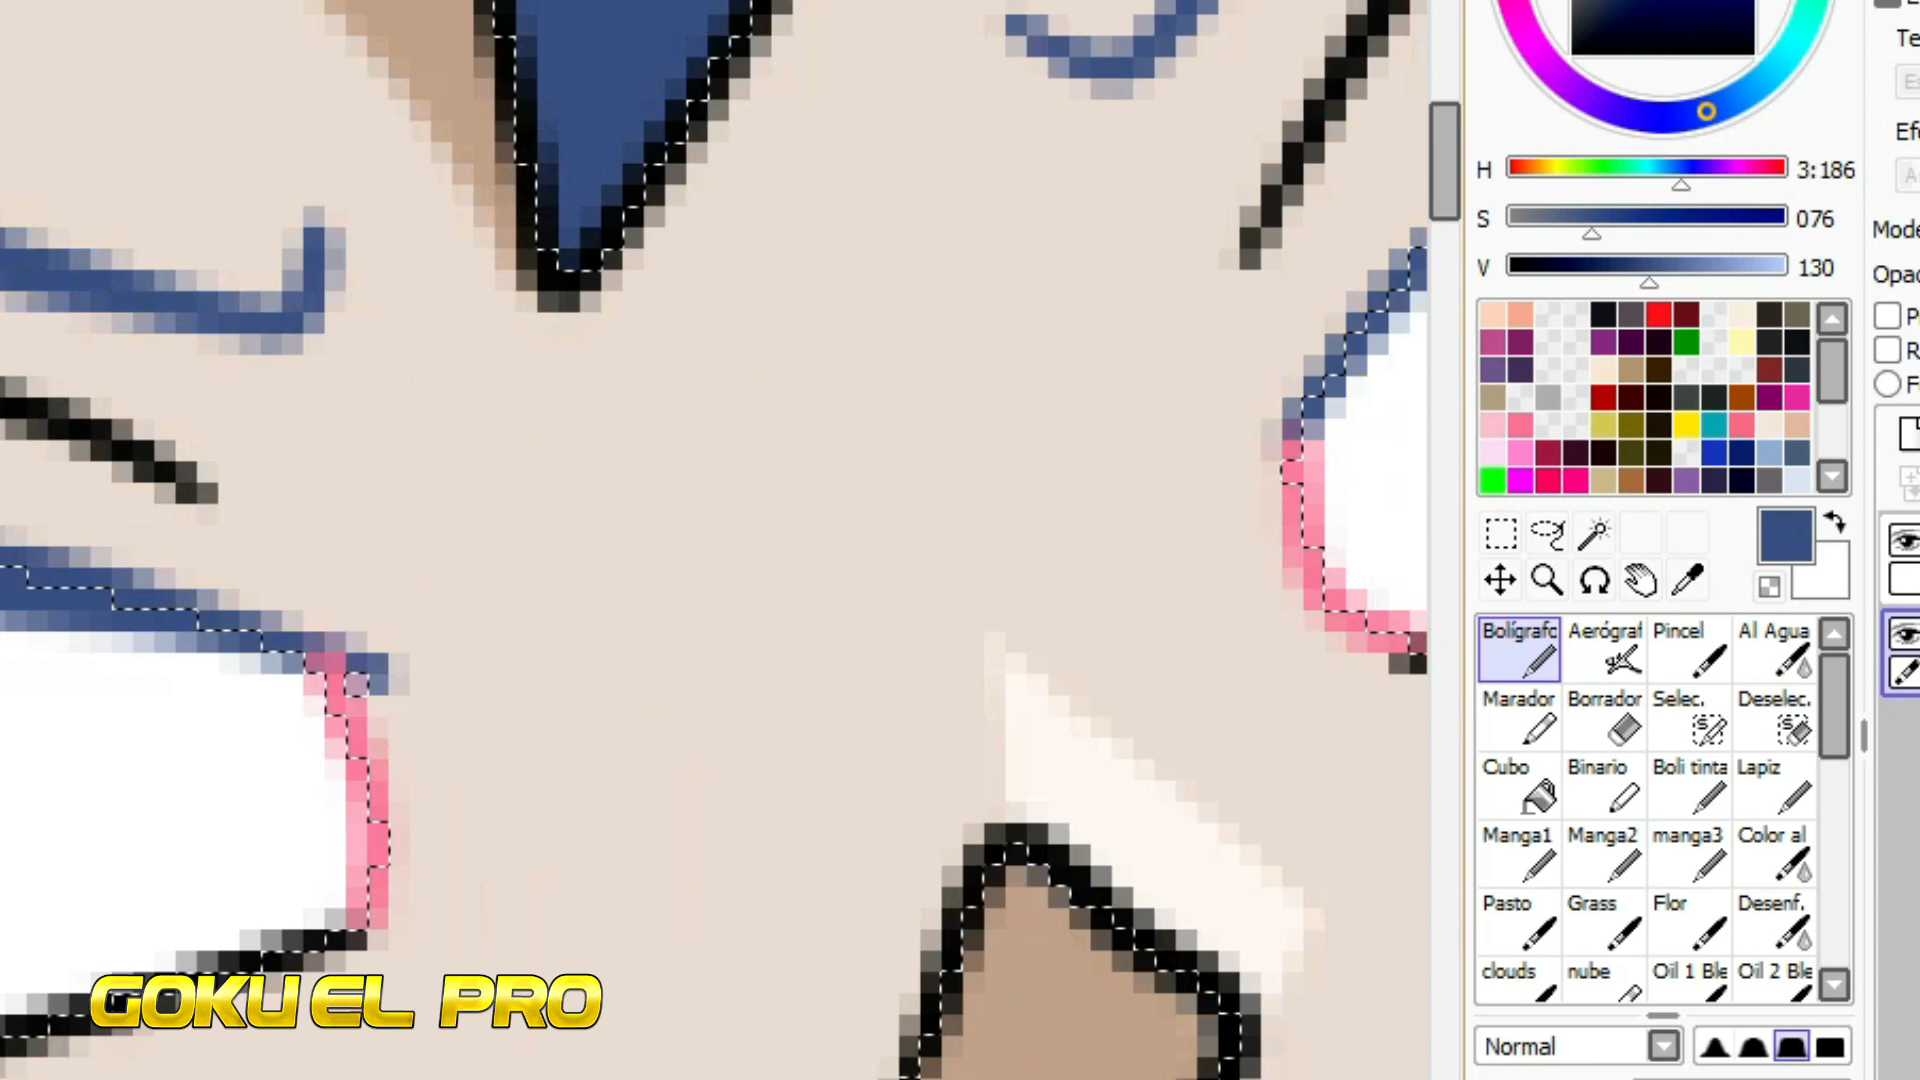 Te
Es
Efe
H 3:186
S 076
V 130
Mode
Opac
P
R
F
Bolígrafo Aerógraf Pincel Al Agua
Marador Borrador Selec. Deselec.
Cubo Binario Boli tinta Lapiz
Manga1 Manga2 manga3 Color al
Pasto Grass Flor Desenf.
clouds nube Oil 1 Ble Oil 2 Ble
Normal
GOKU EL PRO